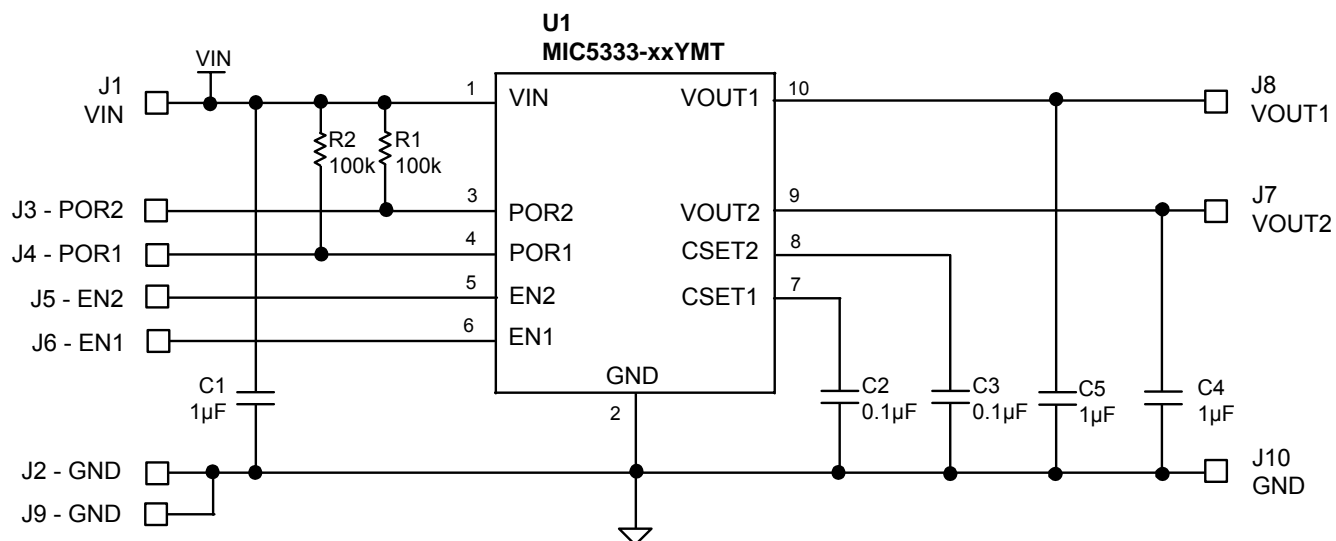 U1
MIC5333-xxYMT
VIN
J1
VIN
1
VIN
VOUT1
10
J8
VOUT1
R2
100k
R1
100k
J3 - POR2
3
POR2
VOUT2
9
J7
VOUT2
J4 - POR1
4
POR1
CSET2
8
J5 - EN2
5
EN2
CSET1
7
J6 - EN1
6
EN1
GND
2
C1
1µF
C2
0.1µF
C3
0.1µF
C5
1µF
C4
1µF
J2 - GND
J10
GND
J9 - GND